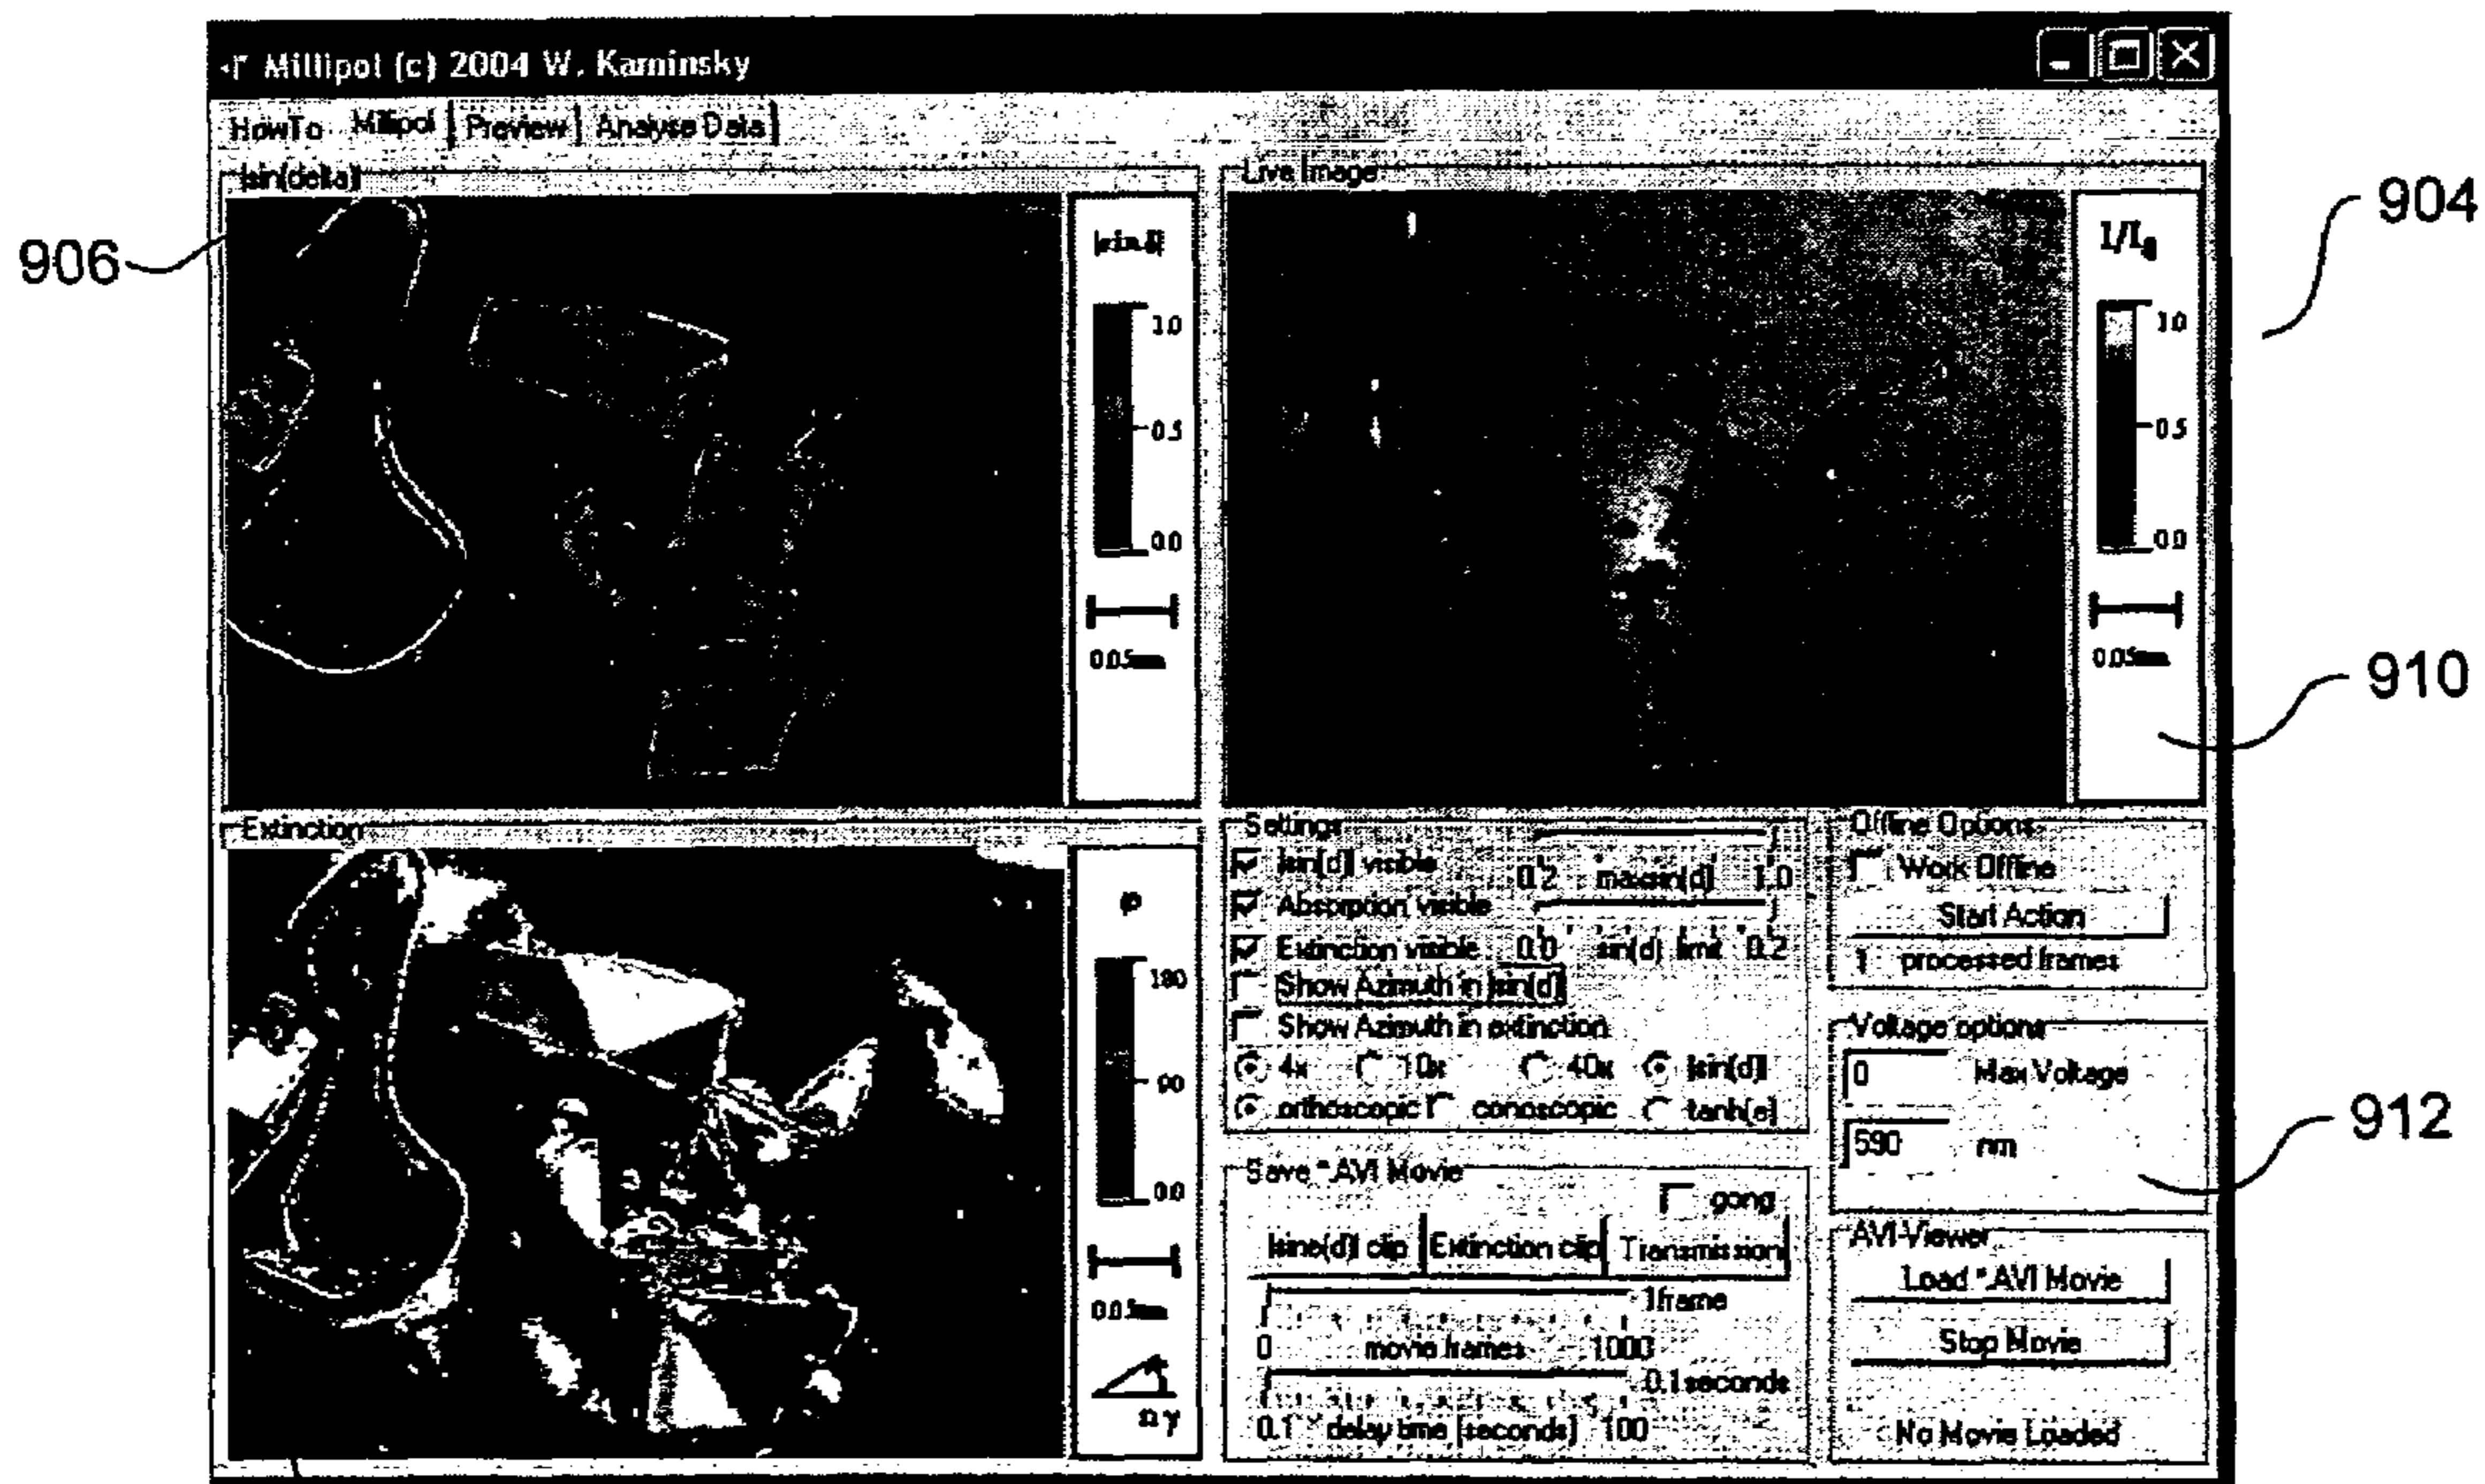 Millipol (c) 2004 W. Kaminsky
HowTo Millipol Preview Analyse Data
|sin(delta)|
|sin δ|
1.0
0.5
0.0
0.05mm
906
Live Image
I/I₀
1.0
0.5
0.0
0.05mm
904
910
Extinction
φ
180
90
0.0
0.05mm
n γ
Settings
|sin[d]| visible
0.2 max sin(d) 1.0
Absorption visible
Extinction visible 0.0 sin(d) limit 0.2
Show Azimuth in |sin[d]|
Show Azimuth in extinction
4x 10x 40x |sin[d]|
orthoscopic conoscopic tanh(e)
Offline Options
Work Offline
Start Action
1 processed frames
Voltage options
0 Max Voltage
590 nm
912
Save *.AVI Movie
gong
|sine(d)| clip Extinction clip Transmission
1frame
0 movie frames 1000
0.1seconds
0.1 delay time [seconds] 100
AVI-Viewer
Load *.AVI Movie
Stop Movie
No Movie Loaded